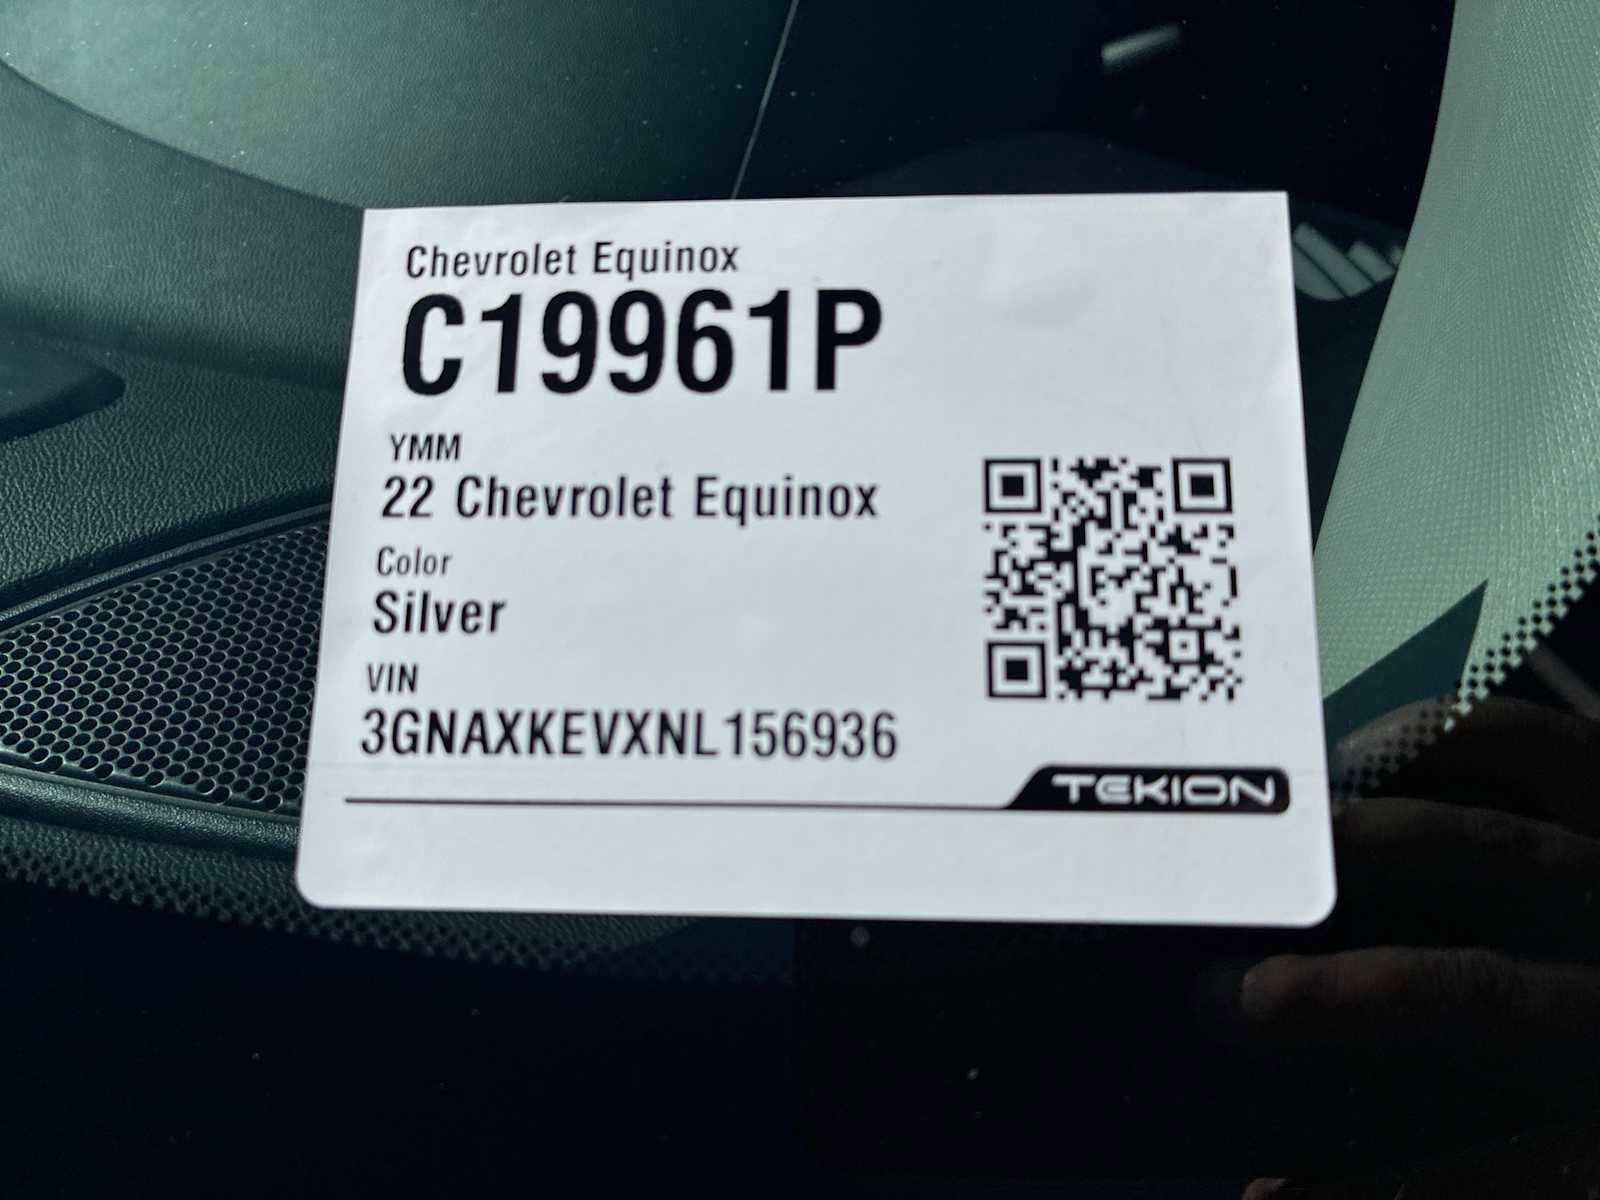 Chevrolet Equinox
C19961P
YMM
22 Chevrolet Equinox
Color
Silver
VIN
3GNAXKEVXNL156936
TEKION